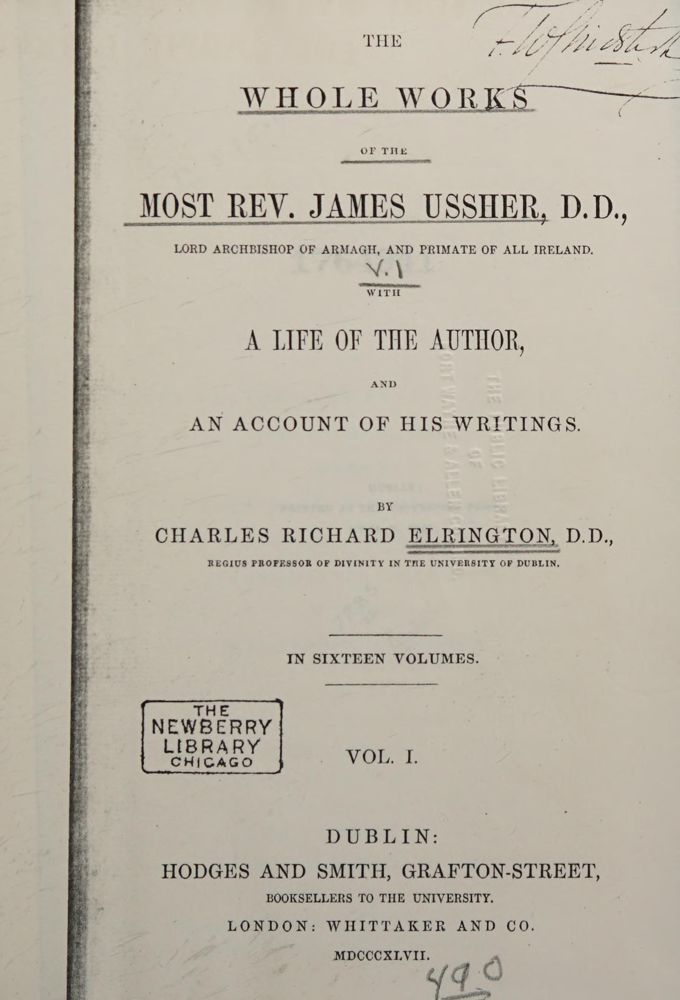 THE
WHOLE WORKS
OF THE
MOST REV. JAMES USSHER, D.D.,
LORD ARCHBISHOP OF ARMAGH, AND PRIMATE OF ALL IRELAND.
V.1
WITH
A LIFE OF THE AUTHOR,
AND
AN ACCOUNT OF HIS WRITINGS.
BY
CHARLES RICHARD ELRINGTON, D.D.,
REGIUS PROFESSOR OF DIVINITY IN THE UNIVERSITY OF DUBLIN.
IN SIXTEEN VOLUMES.
THE
NEWBERRY
LIBRARY
CHICAGO
VOL. I.
DUBLIN:
HODGES AND SMITH, GRAFTON-STREET,
BOOKSELLERS TO THE UNIVERSITY.
LONDON: WHITTAKER AND CO.
MDCCCXLVII.
49.0